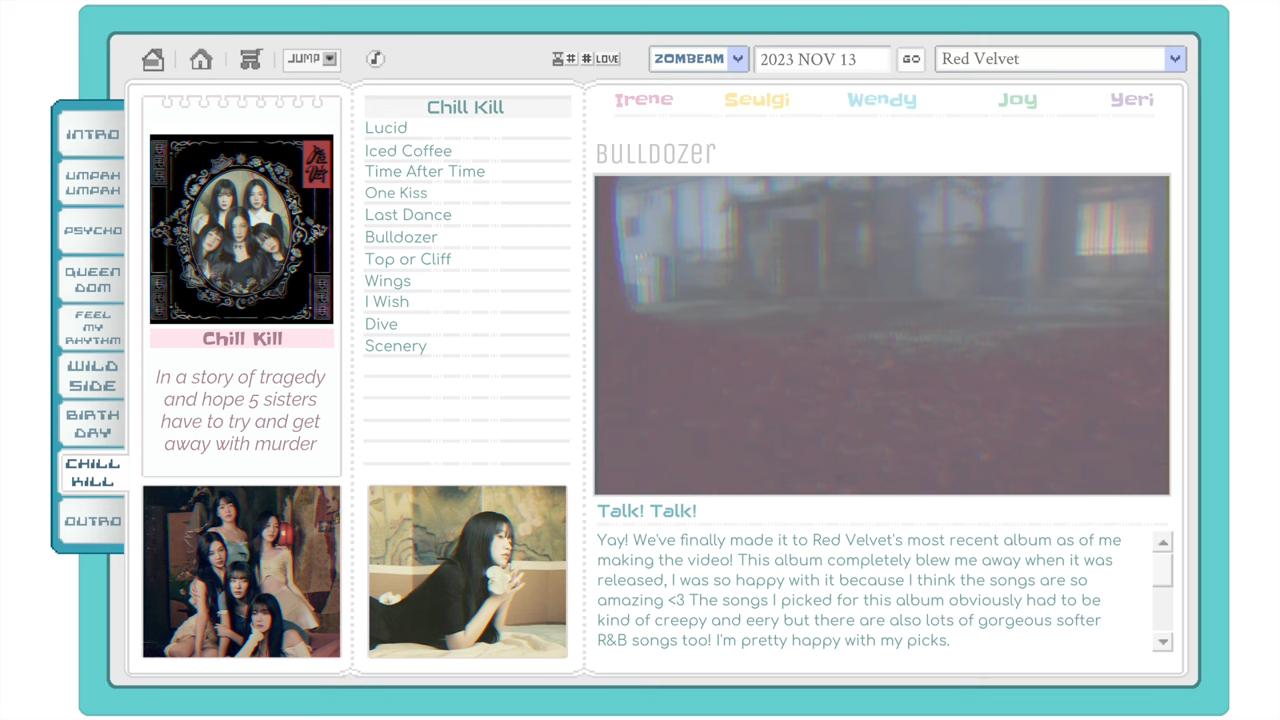 JUMP
# # LOVE
ZOMBEAM
2023 NOV 13
GO
Red Velvet
INTRO
UMPAH
UMPAH
PSYCHO
QUEEN
DOM
FEEL
MY
RHYTHM
WILD
SIDE
BIRTH
DAY
CHILL
KILL
OUTRO
Chill Kill
In a story of tragedy
and hope 5 sisters
have to try and get
away with murder
Chill Kill
Lucid
Iced Coffee
Time After Time
One Kiss
Last Dance
Bulldozer
Top or Cliff
Wings
I Wish
Dive
Scenery
Irene Seulgi Wendy Joy Yeri
BULLDOZER
Talk! Talk!
Yay! We've finally made it to Red Velvet's most recent album as of me
making the video! This album completely blew me away when it was
released, I was so happy with it because I think the songs are so
amazing <3 The songs I picked for this album obviously had to be
kind of creepy and eery but there are also lots of gorgeous softer
R&B songs too! I'm pretty happy with my picks.